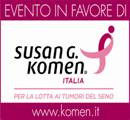 EVENTO IN FAVORE DI
SUSAN G.
KOMEN.
ITALIA
PER LA LOTTA AI TUMORI DEL SENO
www.komen.it